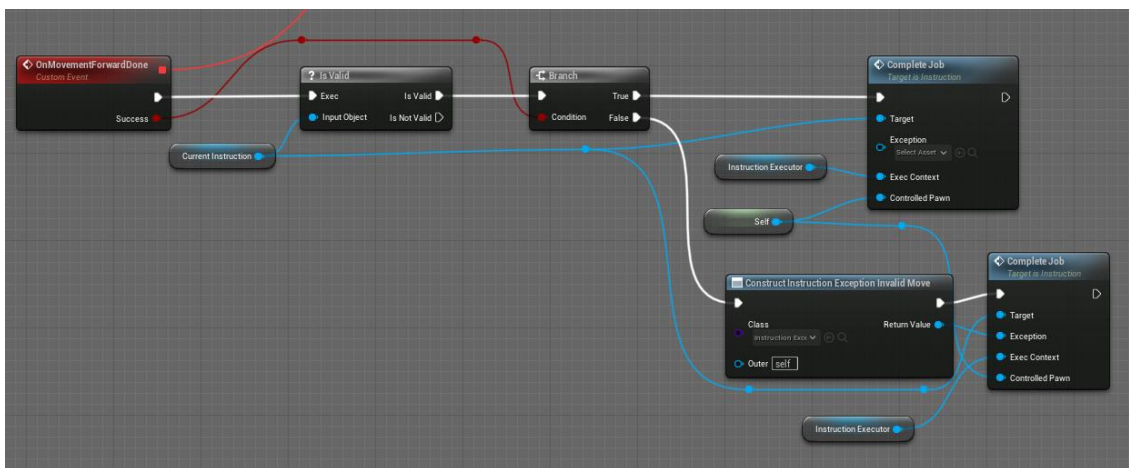 OnMovementForwardDone
Custom Event
Success
Current Instruction
? Is Valid
Exec
Is Valid
Input Object
Is Not Valid
Branch
True
Condition
False
Complete Job
Target is Instruction
Target
Exception
Select Asset
Exec Context
Controlled Pawn
Instruction Executor
Self
Construct Instruction Exception Invalid Move
Class
Return Value
Instruction Exce
Outer self
Complete Job
Target is Instruction
Target
Exception
Exec Context
Controlled Pawn
Instruction Executor